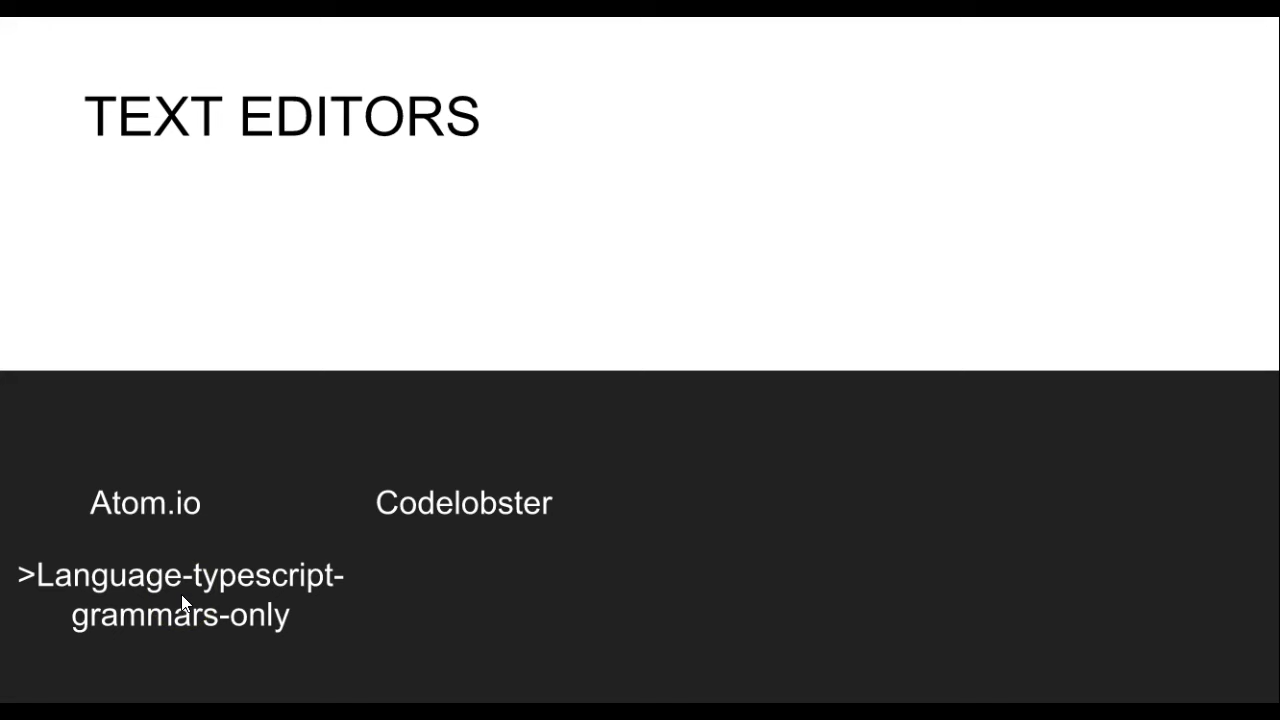 TEXT EDITORS
Atom.io
Codelobster
>Language-typescript-
grammars-only